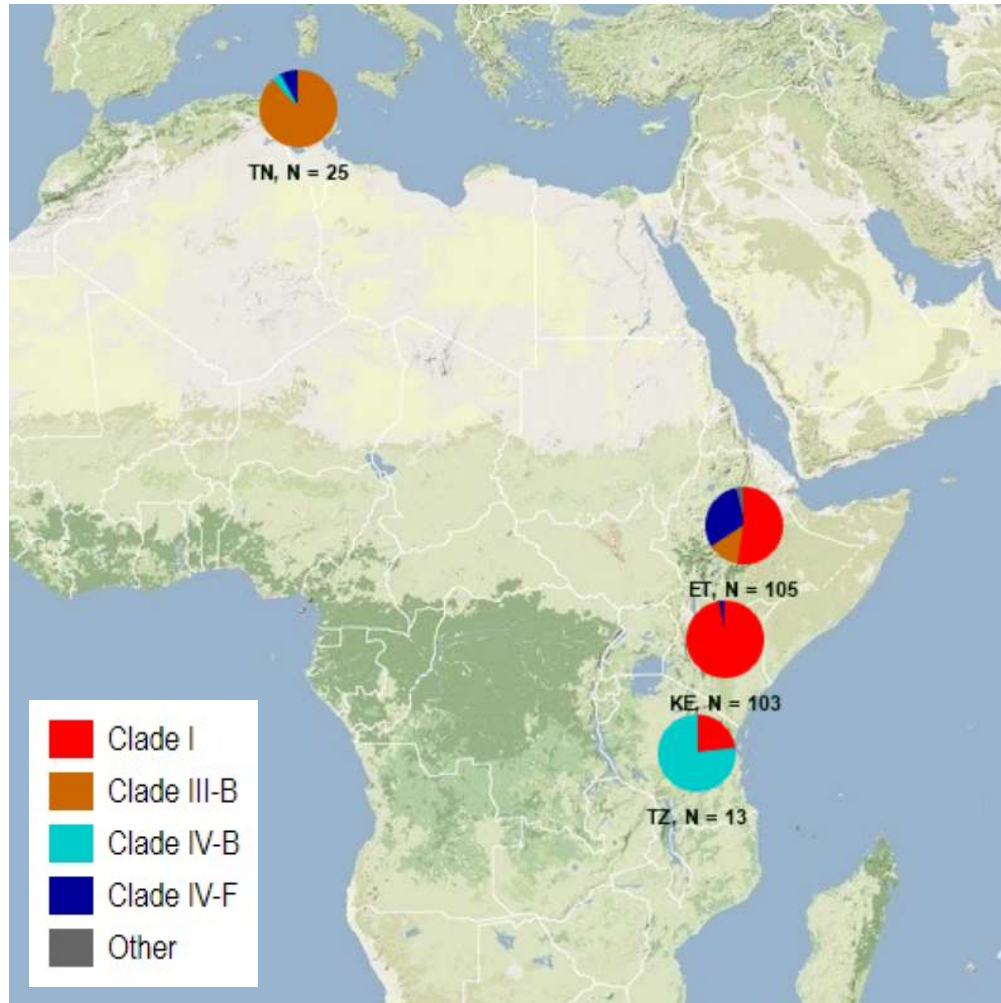 TN, N = 25
ET, N = 105
KE, N = 103
TZ, N = 13
Clade I
Clade III-B
Clade IV-B
Clade IV-F
Other